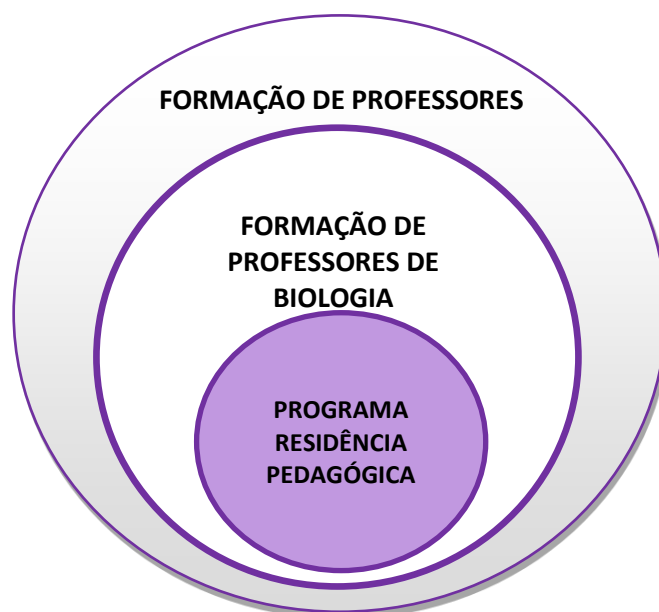 FORMAÇÃO DE PROFESSORES
FORMAÇÃO DE
PROFESSORES DE
BIOLOGIA
PROGRAMA
RESIDÊNCIA
PEDAGÓGICA